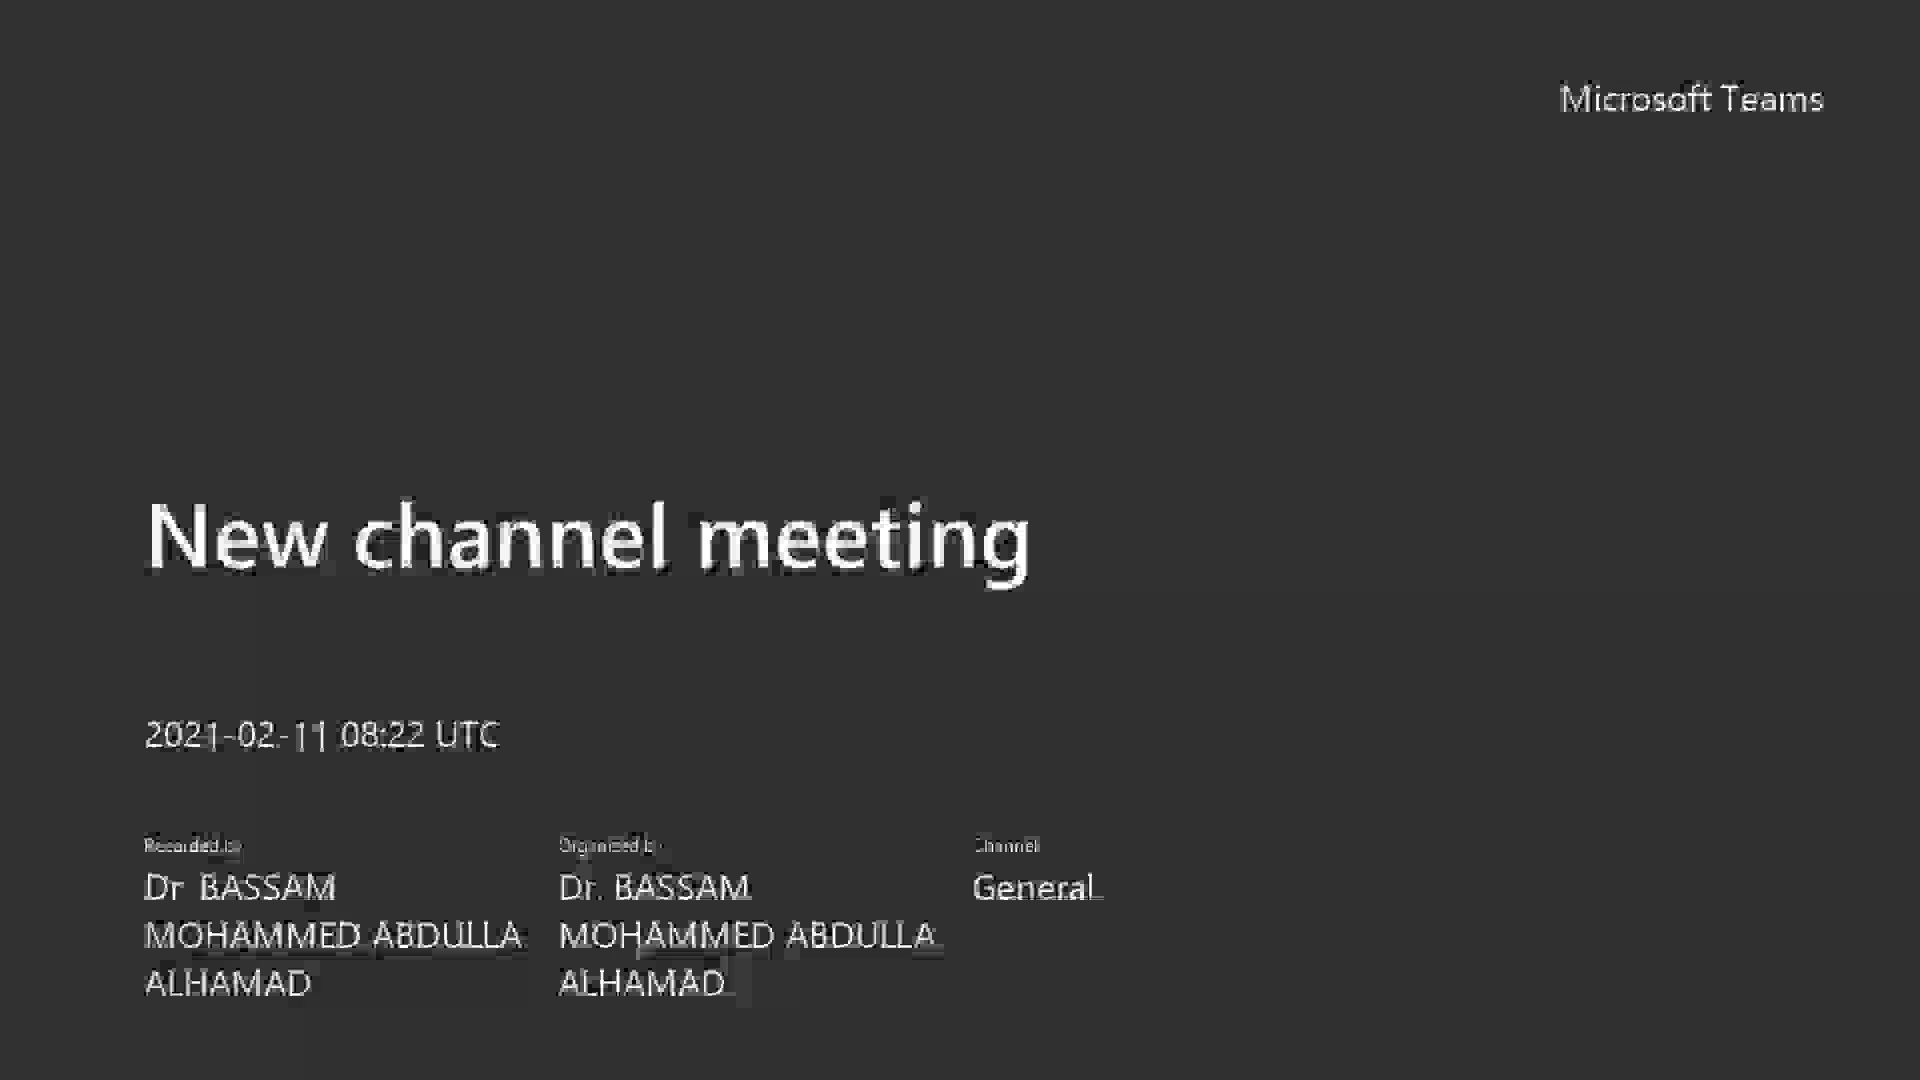 Microsoft Teams
New channel meeting
2021-02-11 08:22 UTC
Recorded by
Organized by
Channel
Dr BASSAM
MOHAMMED ABDULLA
ALHAMAD
Dr. BASSAM
MOHAMMED ABDULLA
ALHAMAD
General